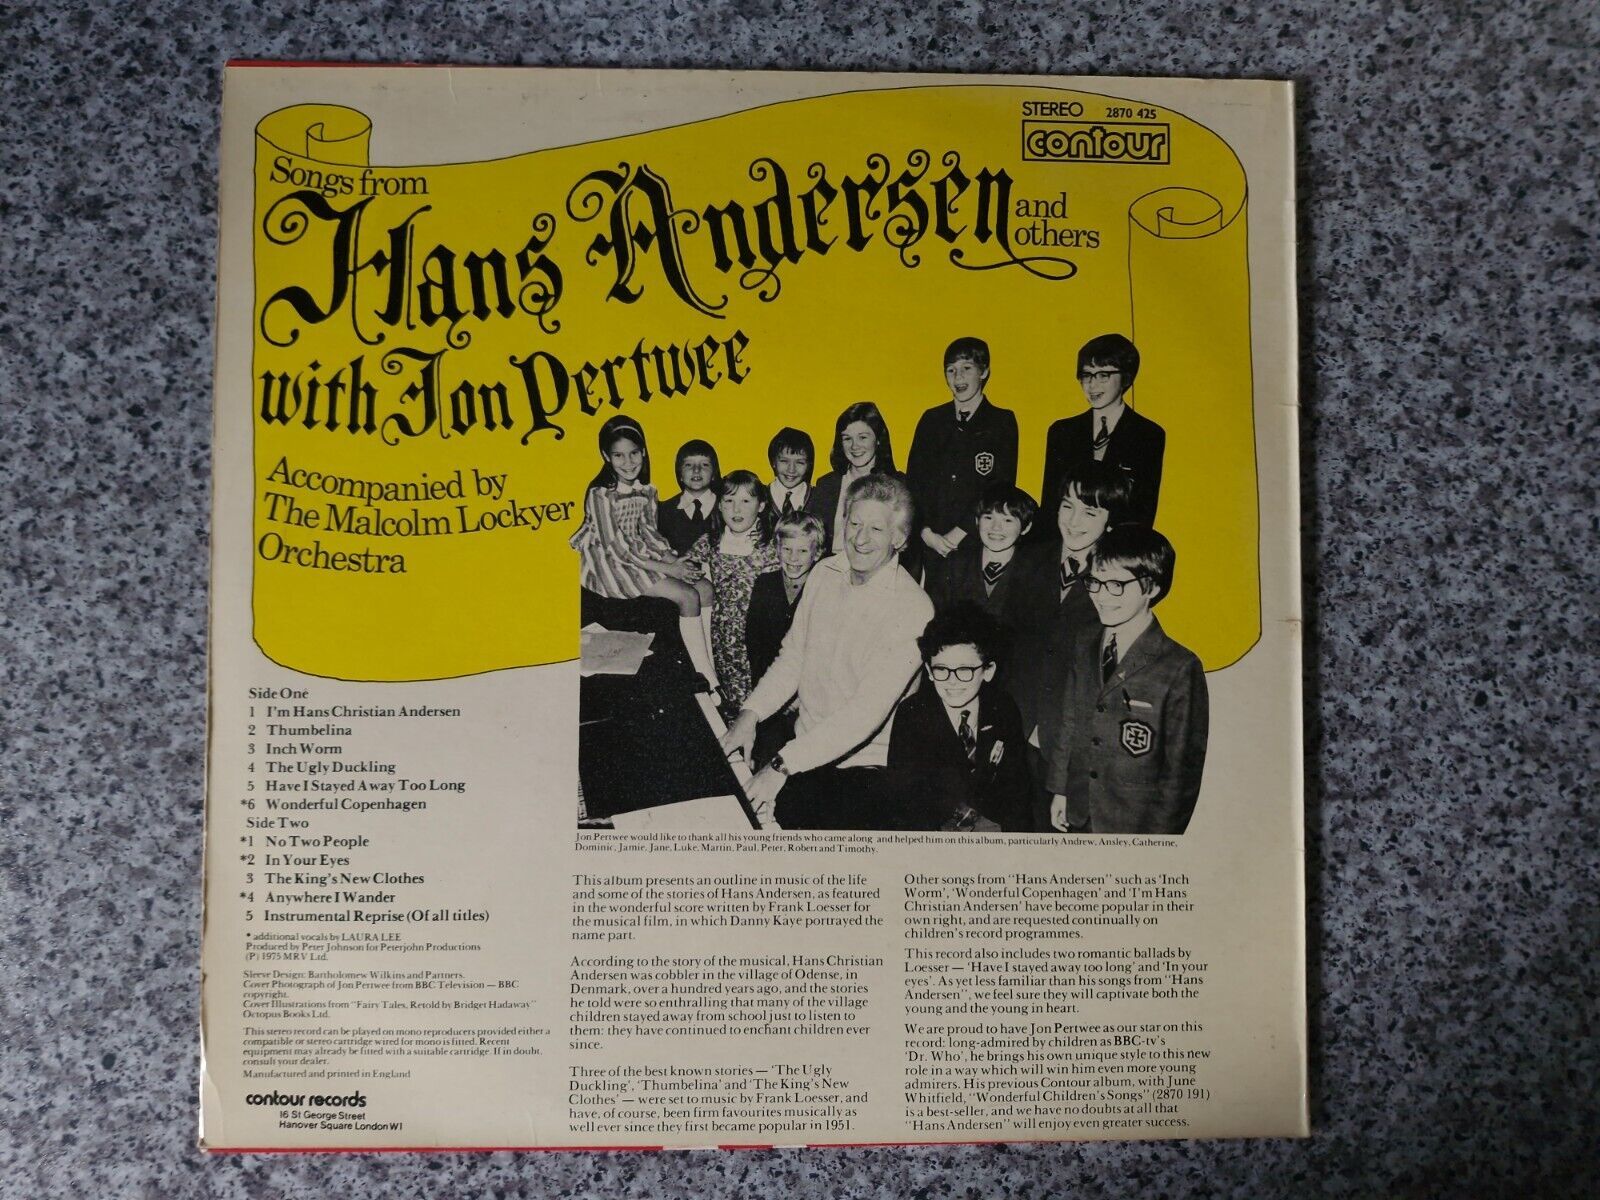 STEREO 2870 425
contour
Songs from
Hans Andersen
and
others
with Jon Pertwee
Accompanied by
The Malcolm Lockyer
Orchestra
Side One
1 I'm Hans Christian Andersen
2 Thumbelina
3 Inch Worm
4 The Ugly Duckling
5 Have I Stayed Away Too Long
*6 Wonderful Copenhagen
Side Two
*1 No Two People
*2 In Your Eyes
3 The King's New Clothes
*4 Anywhere I Wander
5 Instrumental Reprise (Of all titles)
* additional vocals by LAURA LEE
Produced by Peter Johnson for Peterjohn Productions
(P) 1975 MRV Ltd.
Sleeve Design: Bartholomew Wilkins and Partners.
Cover Photograph of Jon Pertwee from BBC Television — BBC
copyright.
Cover Illustrations from "Fairy Tales, Retold by Bridget Hadaway"
Octopus Books Ltd.
This stereo record can be played on mono reproducers provided either a
compatible or stereo cartridge wired for mono is fitted. Recent
equipment may already be fitted with a suitable cartridge. If in doubt,
consult your dealer.
Manufactured and printed in England
contour records
16 St George Street
Hanover Square London W1
Jon Pertwee would like to thank all his young friends who came along and helped him on this album, particularly Andrew, Ansley, Catherine,
Dominic, Jamie, Jane, Luke, Martin, Paul, Peter, Robert and Timothy.
This album presents an outline in music of the life
and some of the stories of Hans Andersen, as featured
in the wonderful score written by Frank Loesser for
the musical film, in which Danny Kaye portrayed the
name part.
According to the story of the musical, Hans Christian
Andersen was cobbler in the village of Odense, in
Denmark, over a hundred years ago, and the stories
he told were so enthralling that many of the village
children stayed away from school just to listen to
them: they have continued to enchant children ever
since.
Three of the best known stories — 'The Ugly
Duckling', 'Thumbelina' and 'The King's New
Clothes' — were set to music by Frank Loesser, and
have, of course, been firm favourites musically as
well ever since they first became popular in 1951.
Other songs from "Hans Andersen" such as 'Inch
Worm', 'Wonderful Copenhagen' and 'I'm Hans
Christian Andersen' have become popular in their
own right, and are requested continually on
children's record programmes.
This record also includes two romantic ballads by
Loesser — 'Have I stayed away too long' and 'In your
eyes'. As yet less familiar than his songs from "Hans
Andersen", we feel sure they will captivate both the
young and the young in heart.
We are proud to have Jon Pertwee as our star on this
record: long-admired by children as BBC-tv's
'Dr. Who', he brings his own unique style to this new
role in a way which will win him even more young
admirers. His previous Contour album, with June
Whitfield, "Wonderful Children's Songs" (2870 191)
is a best-seller, and we have no doubts at all that
"Hans Andersen" will enjoy even greater success.